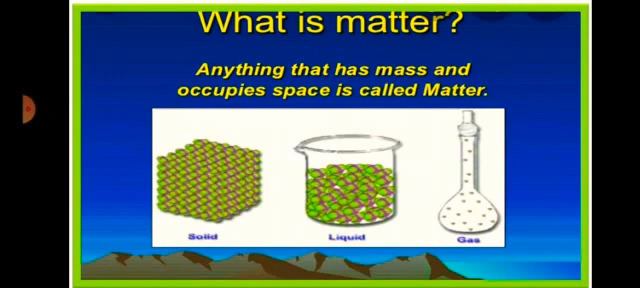 What is matter?
Anything that has mass and
occupies space is called Matter.
Solid
Liquid
Gas